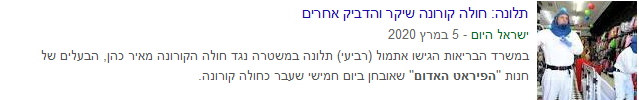 תלונה: חולה קורונה שיקר והדביק אחרים
ישראל היום - 5 במרץ 2020
במשרד הבריאות הגישו אתמול (רביעי) תלונה במשטרה נגד חולה הקורונה מאיר כהן, הבעלים של
חנות "הפיראט האדום" שאובחן ביום חמישי שעבר כחולה קורונה.